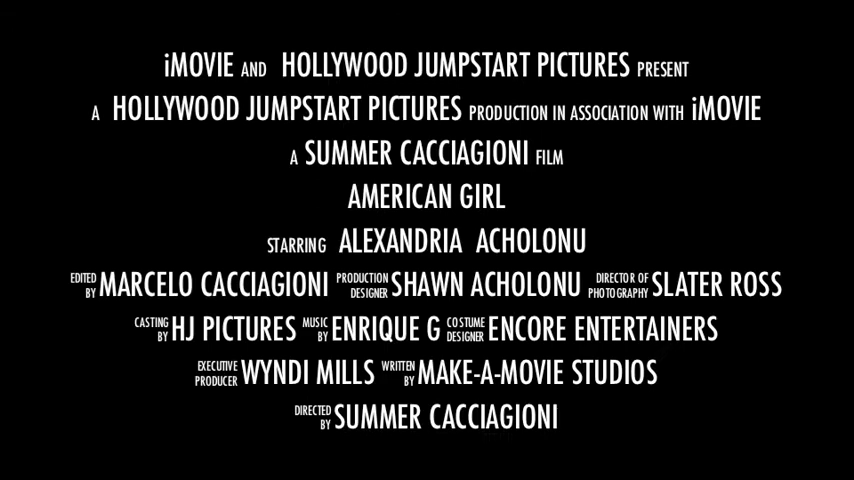 iMOVIE AND HOLLYWOOD JUMPSTART PICTURES PRESENT
A HOLLYWOOD JUMPSTART PICTURES PRODUCTION IN ASSOCIATION WITH iMOVIE
A SUMMER CACCIAGIONI FILM
AMERICAN GIRL
STARRING ALEXANDRIA ACHOLONU
EDITED BY MARCELO CACCIAGIONI PRODUCTION DESIGNER SHAWN ACHOLONU DIRECTOR OF PHOTOGRAPHY SLATER ROSS
CASTING BY HJ PICTURES MUSIC BY ENRIQUE G COSTUME DESIGNER ENCORE ENTERTAINERS
EXECUTIVE PRODUCER WYNDI MILLS WRITTEN BY MAKE-A-MOVIE STUDIOS
DIRECTED BY SUMMER CACCIAGIONI